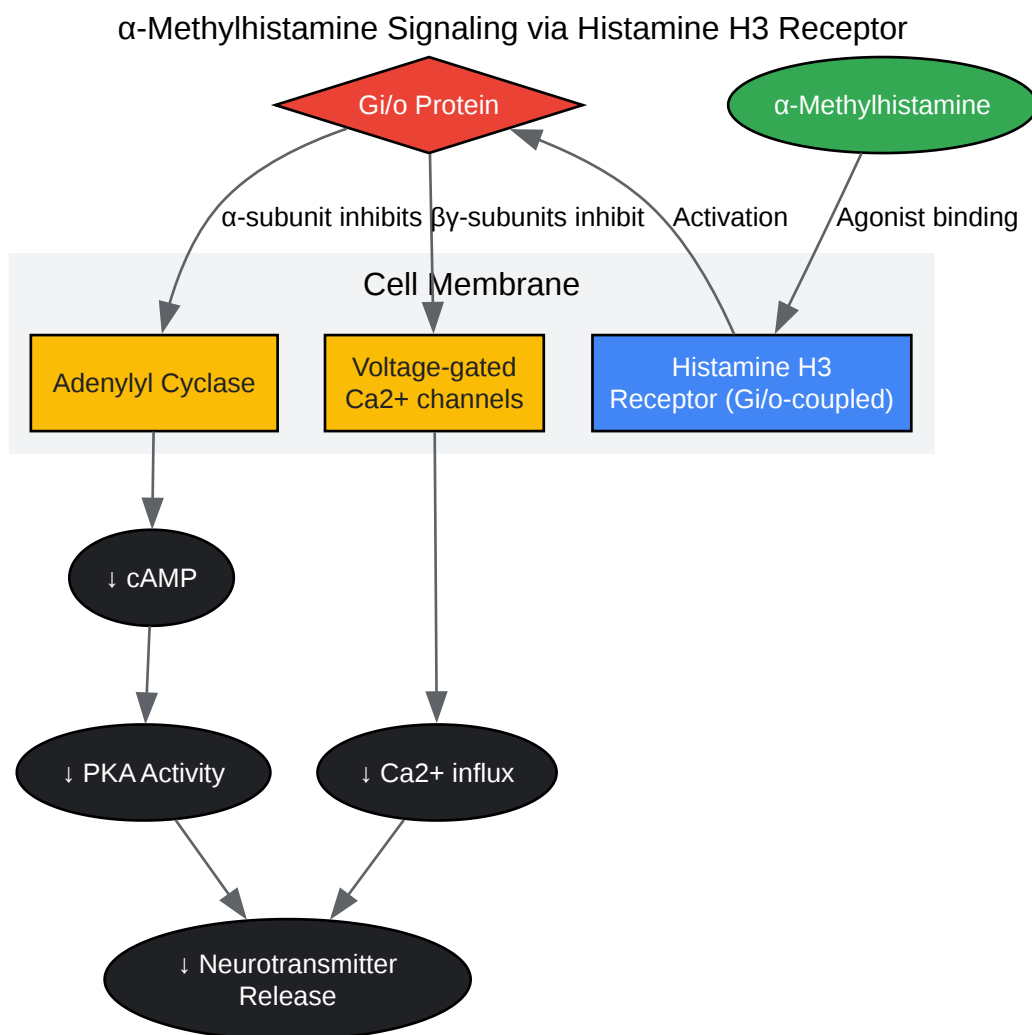 α-Methylhistamine Signaling via Histamine H3 Receptor
Gi/o Protein
α-Methylhistamine
α-subunit inhibits
βγ-subunits inhibit
Activation
Agonist binding
Cell Membrane
Adenylyl Cyclase
Voltage-gated
Ca2+ channels
Histamine H3
Receptor (Gi/o-coupled)
↓ cAMP
↓ PKA Activity
↓ Ca2+ influx
↓ Neurotransmitter
Release